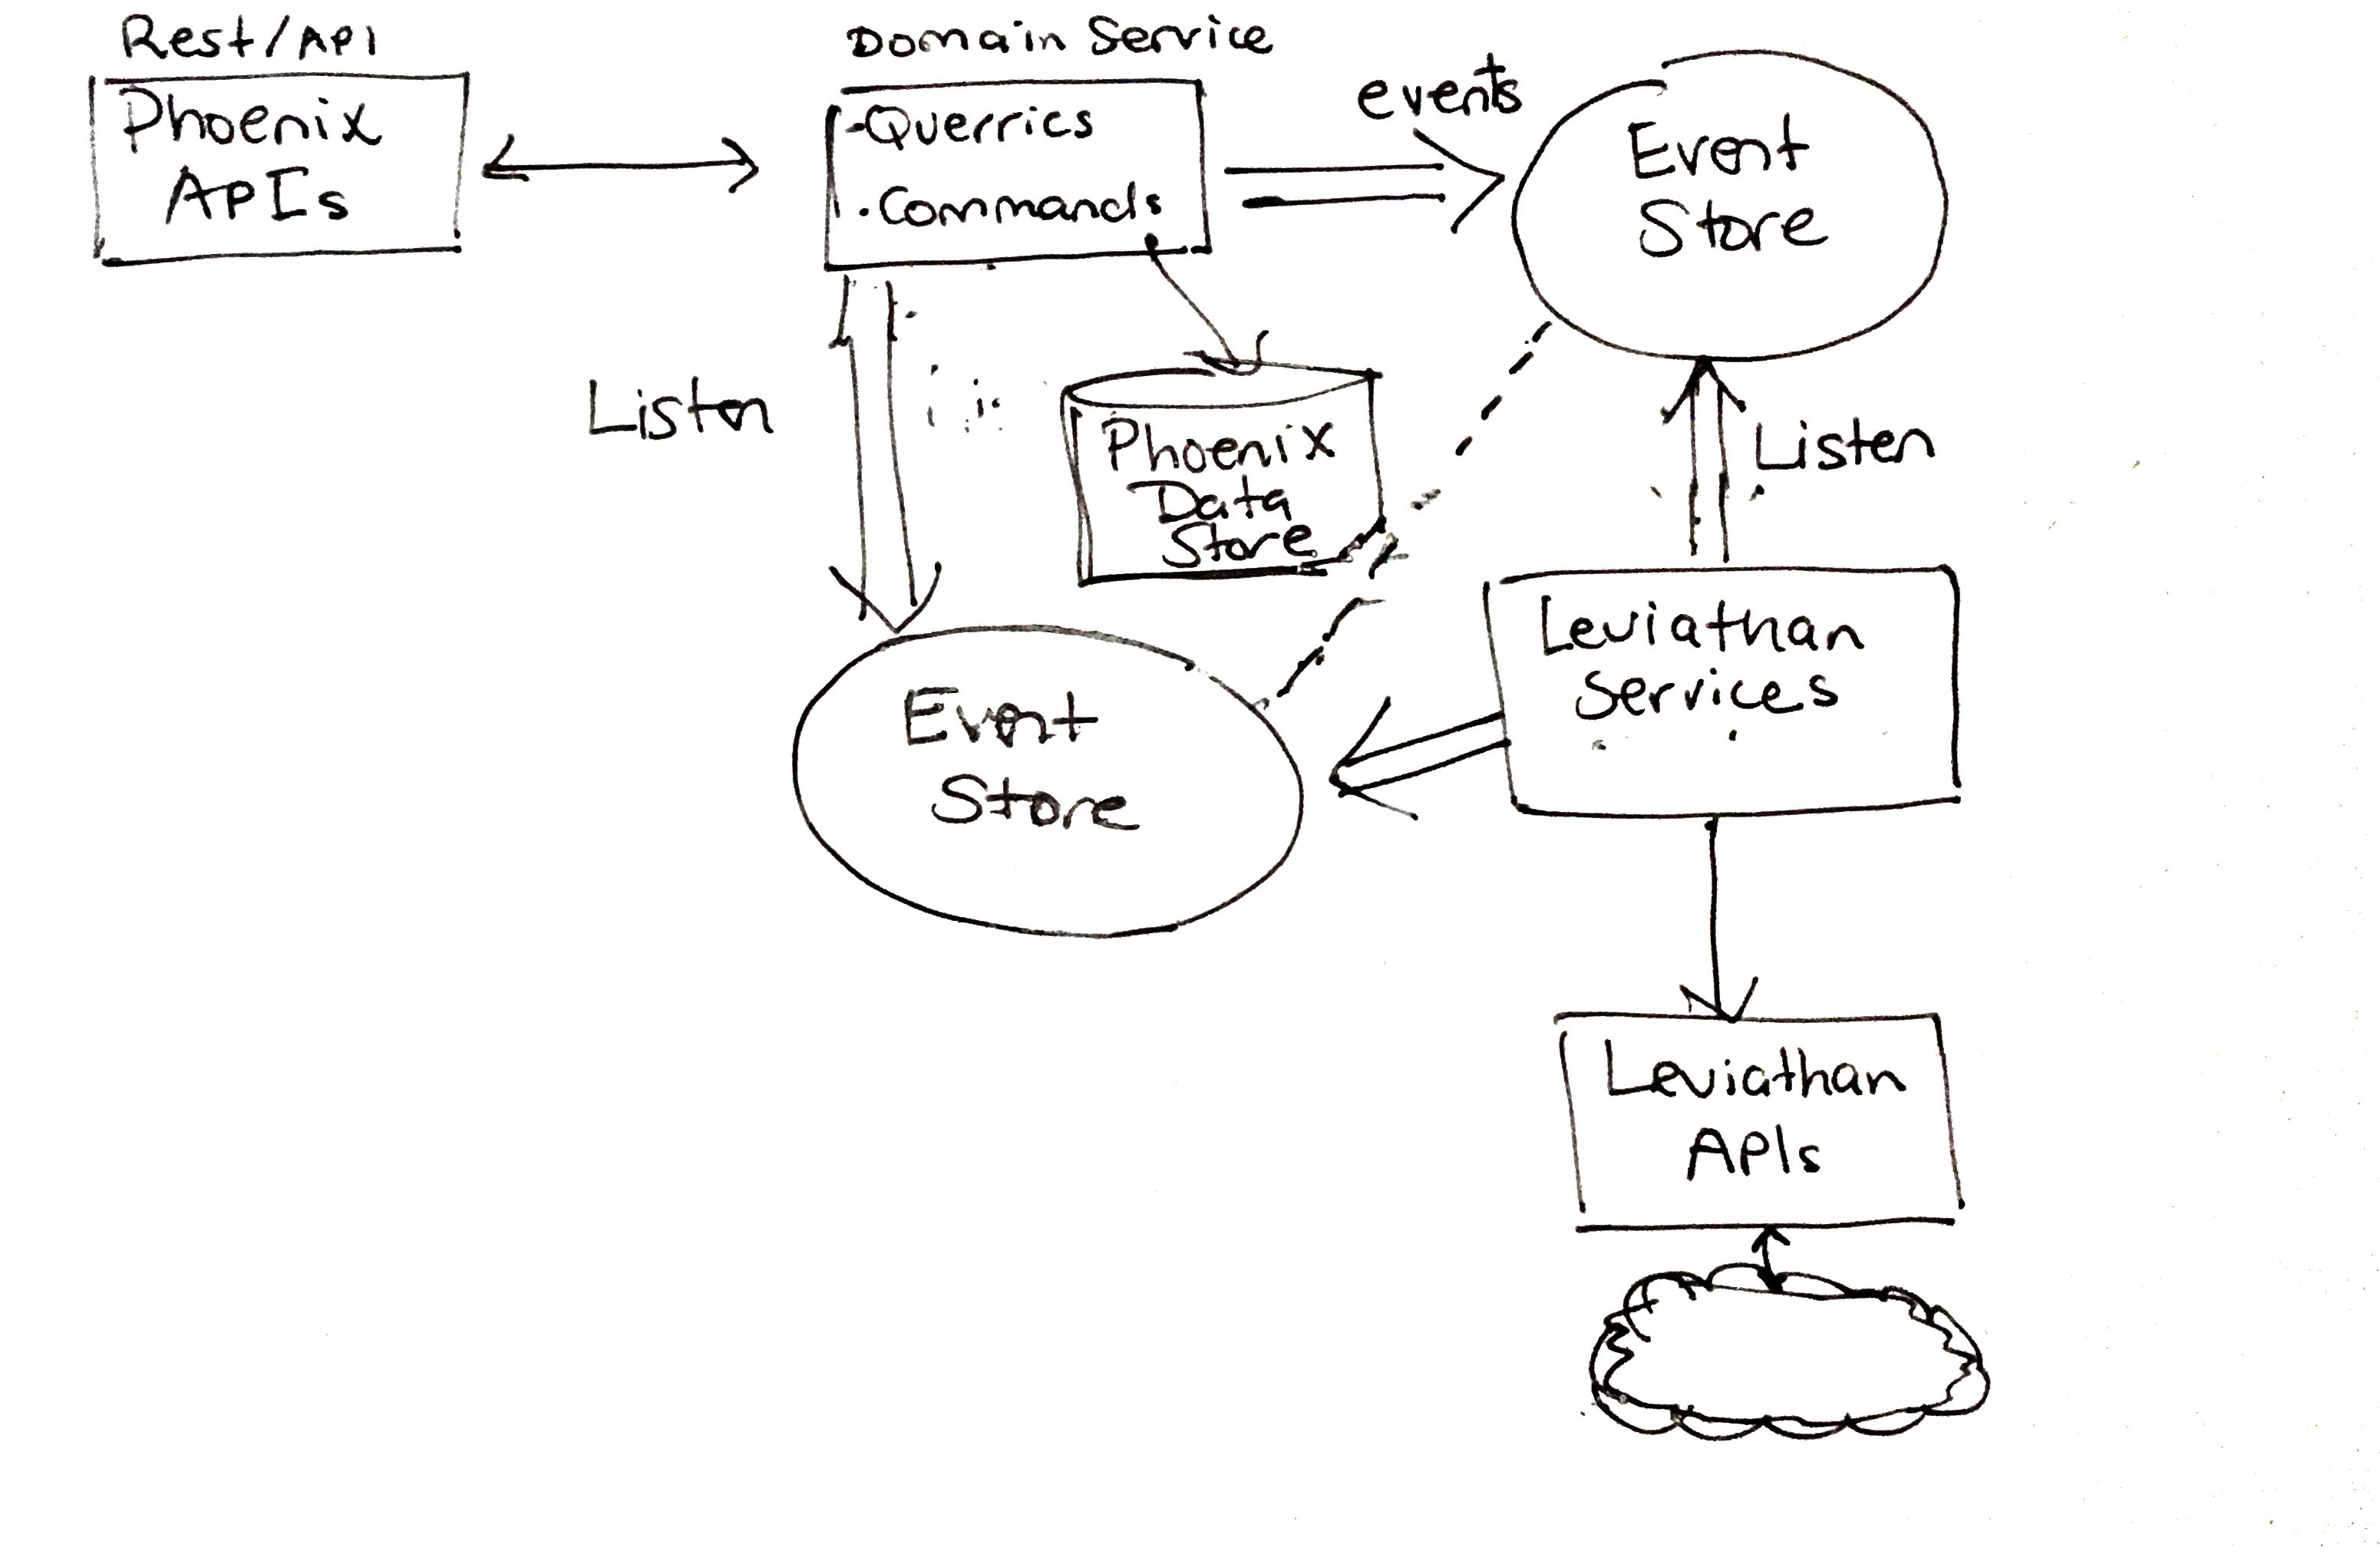 Rest/API
Phoenix
APIs
Domain Service
-Querrics
.Commands
events
Event
Store
Listen
Phoenix
Data
Store
Listen
Event
Store
Leviathan
Services
Leviathan
APIs